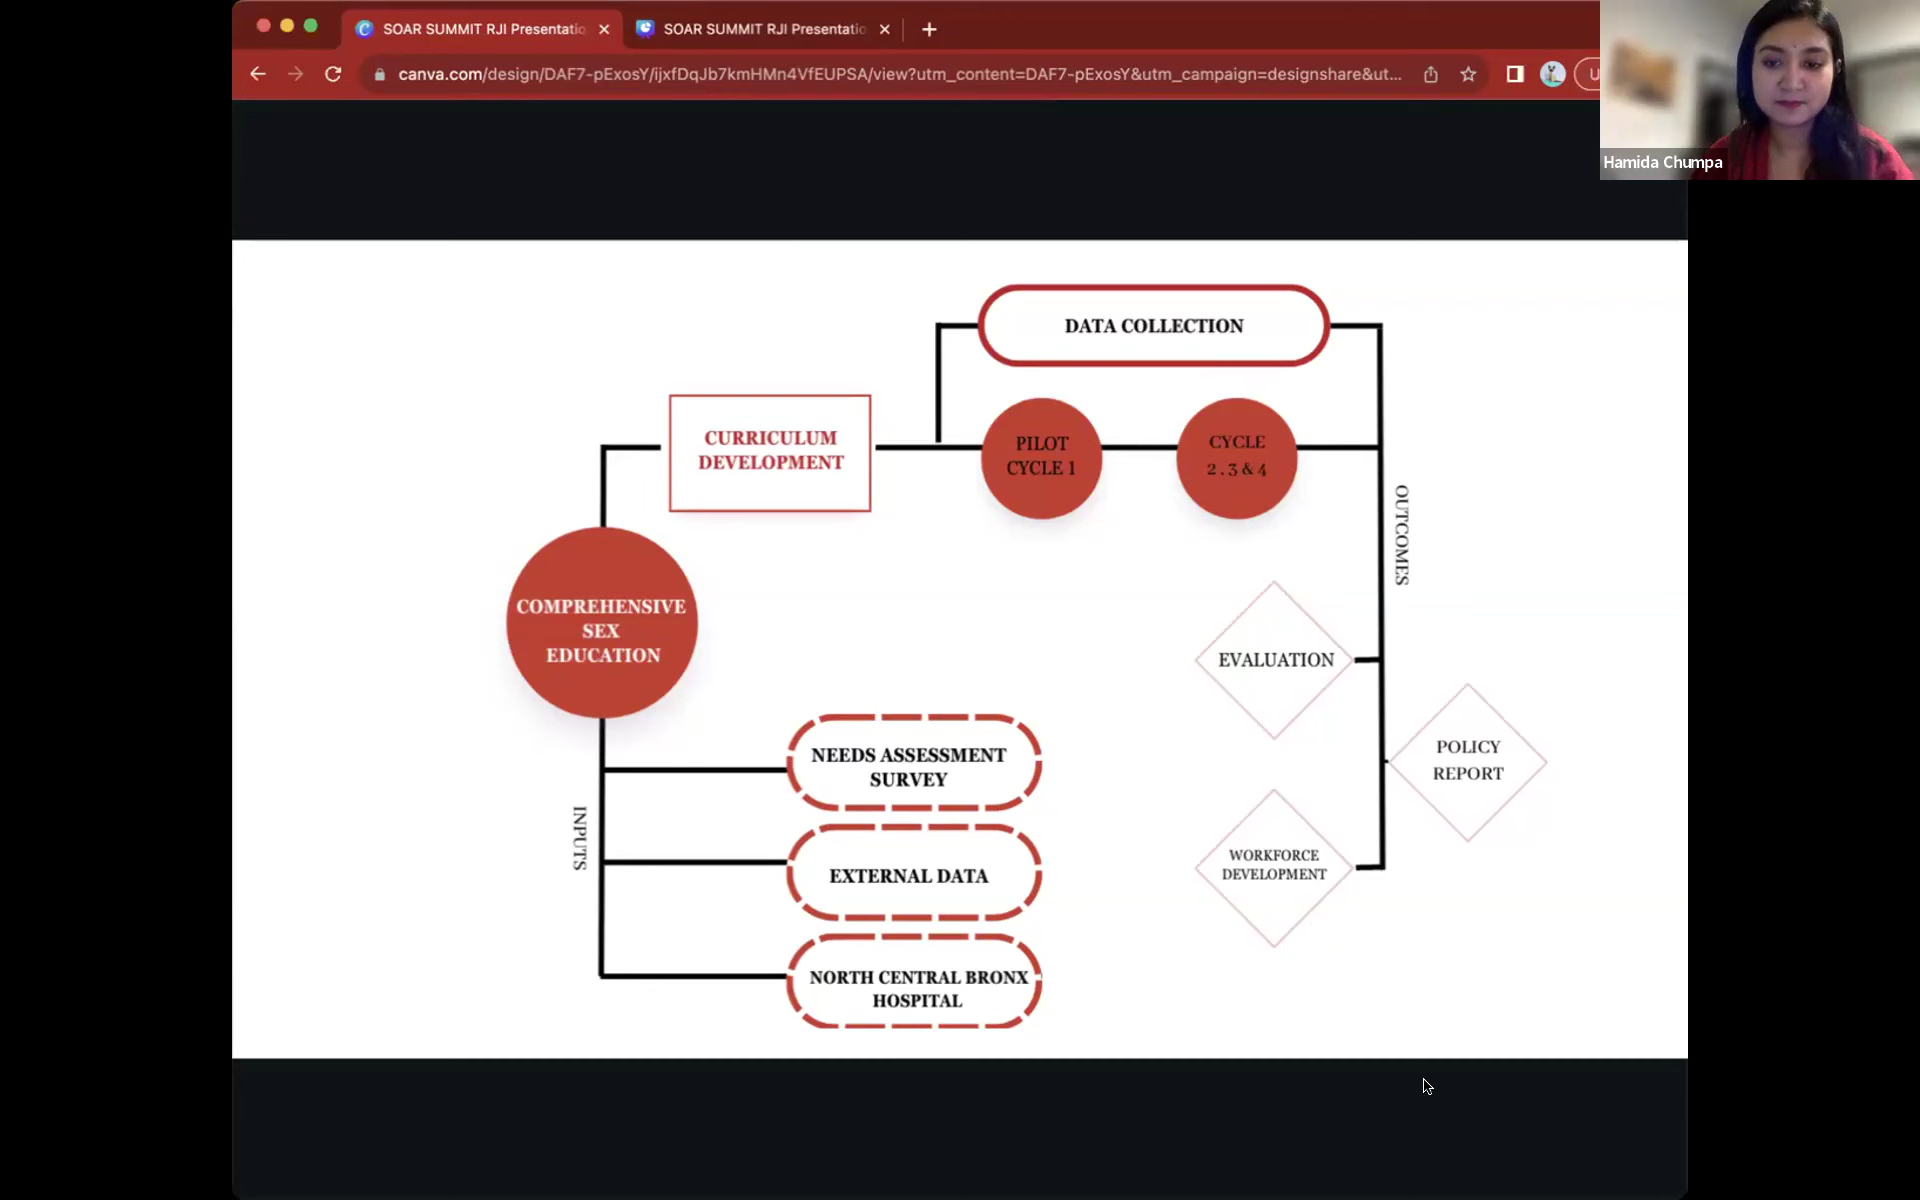 SOAR SUMMIT RJI Presentatio
SOAR SUMMIT RJI Presentatio
canva.com/design/DAF7-pExosY/ijxfDqJb7kmHMn4VfEUPSA/view?utm_content=DAF7-pExosY&utm_campaign=designshare&ut...
U
Hamida Chumpa
DATA COLLECTION
CURRICULUM
DEVELOPMENT
PILOT
CYCLE 1
CYCLE
2 . 3 & 4
OUTCOMES
COMPREHENSIVE
SEX
EDUCATION
EVALUATION
POLICY
REPORT
WORKFORCE
DEVELOPMENT
INPUTS
NEEDS ASSESSMENT
SURVEY
EXTERNAL DATA
NORTH CENTRAL BRONX
HOSPITAL